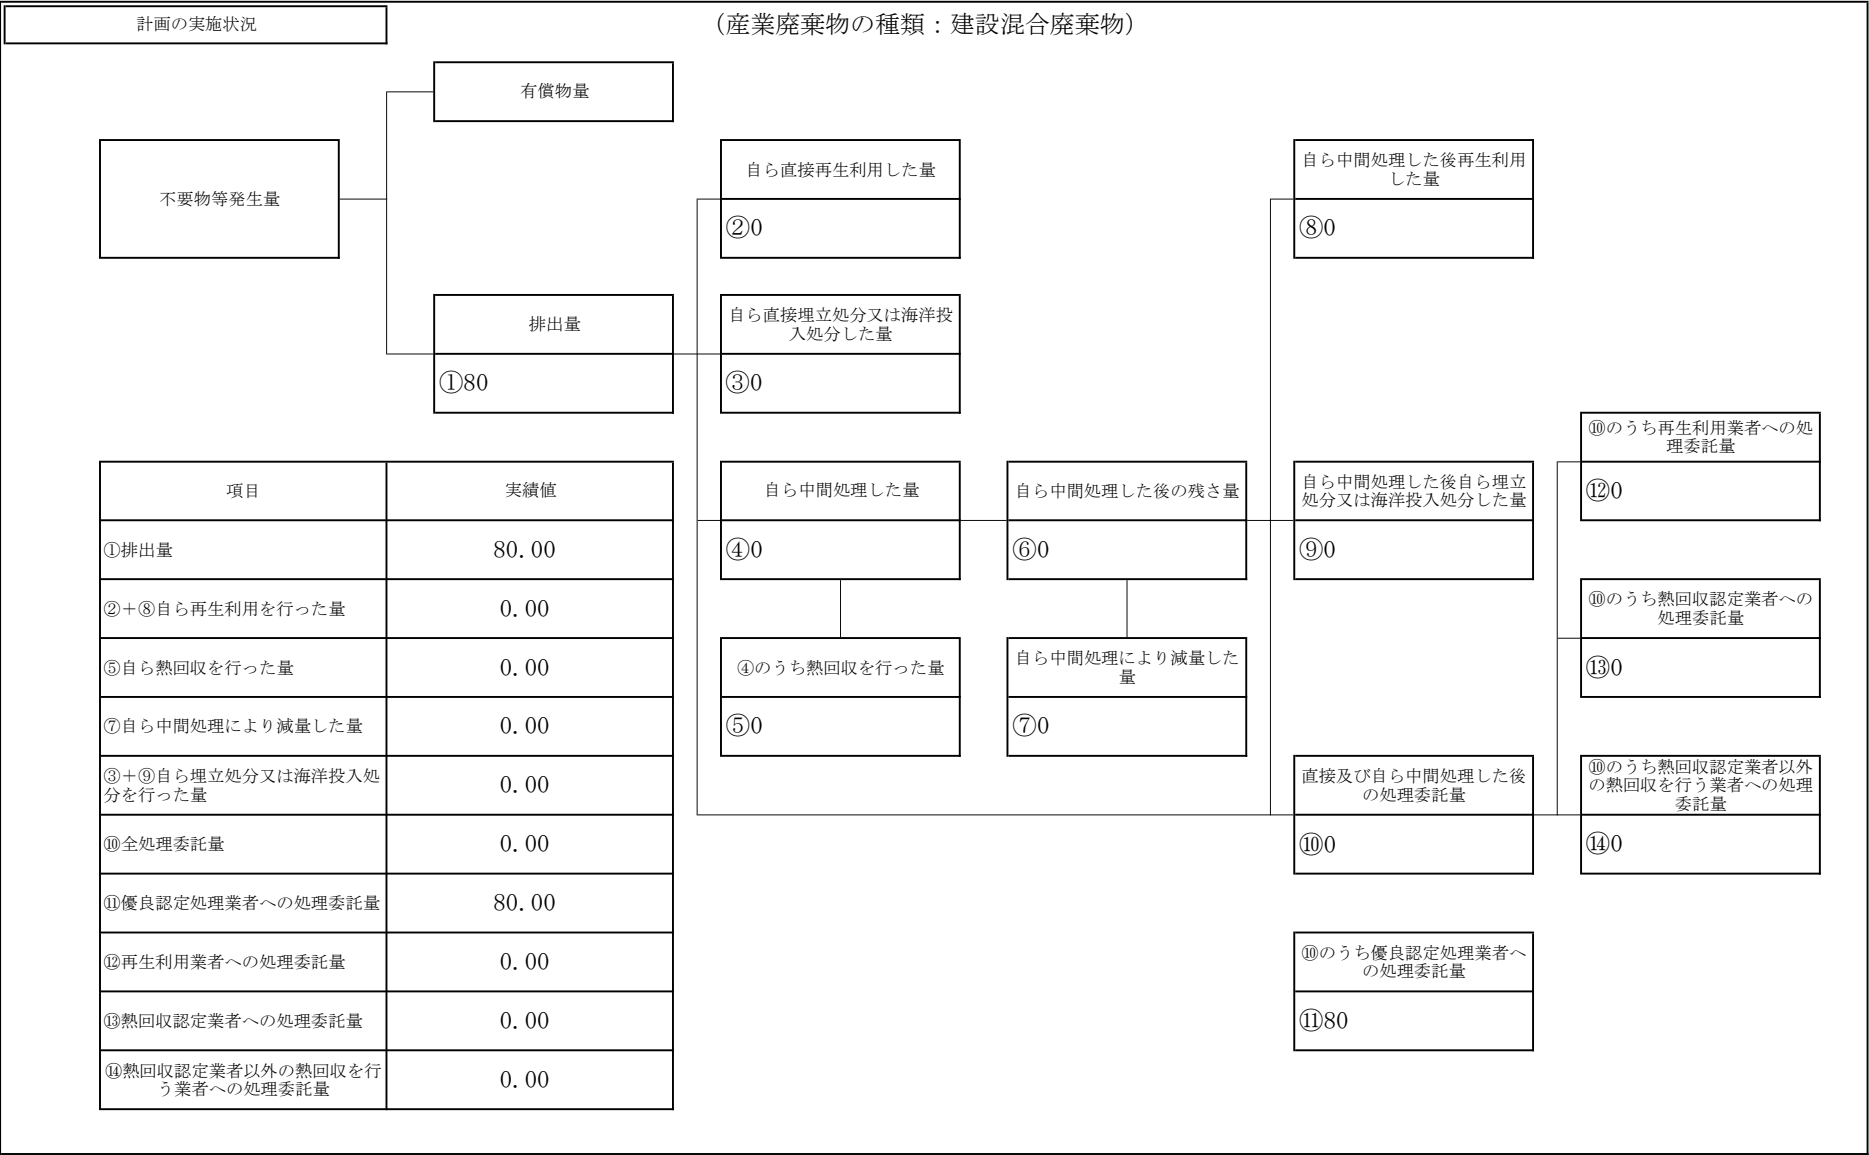 計画の実施状況
（産業廃棄物の種類：建設混合廃棄物）
有償物量
不要物等発生量
自ら直接再生利用した量
②0
自ら中間処理した後再生利用
した量
⑧0
排出量
①80
自ら直接埋立処分又は海洋投
入処分した量
③0
⑩のうち再生利用業者への処
理委託量
⑫0
自ら中間処理した量
④0
自ら中間処理した後の残さ量
⑥0
自ら中間処理した後自ら埋立
処分又は海洋投入処分した量
⑨0
⑩のうち熱回収認定業者への
処理委託量
⑬0
④のうち熱回収を行った量
⑤0
自ら中間処理により減量した
量
⑦0
直接及び自ら中間処理した後
の処理委託量
⑩0
⑩のうち熱回収認定業者以外
の熱回収を行う業者への処理
委託量
⑭0
⑩のうち優良認定処理業者へ
の処理委託量
⑪80
項目 実績値
①排出量 80.00
②＋⑧自ら再生利用を行った量 0.00
⑤自ら熱回収を行った量 0.00
⑦自ら中間処理により減量した量 0.00
③＋⑨自ら埋立処分又は海洋投入処
分を行った量 0.00
⑩全処理委託量 0.00
⑪優良認定処理業者への処理委託量 80.00
⑫再生利用業者への処理委託量 0.00
⑬熱回収認定業者への処理委託量 0.00
⑭熱回収認定業者以外の熱回収を行
う業者への処理委託量 0.00